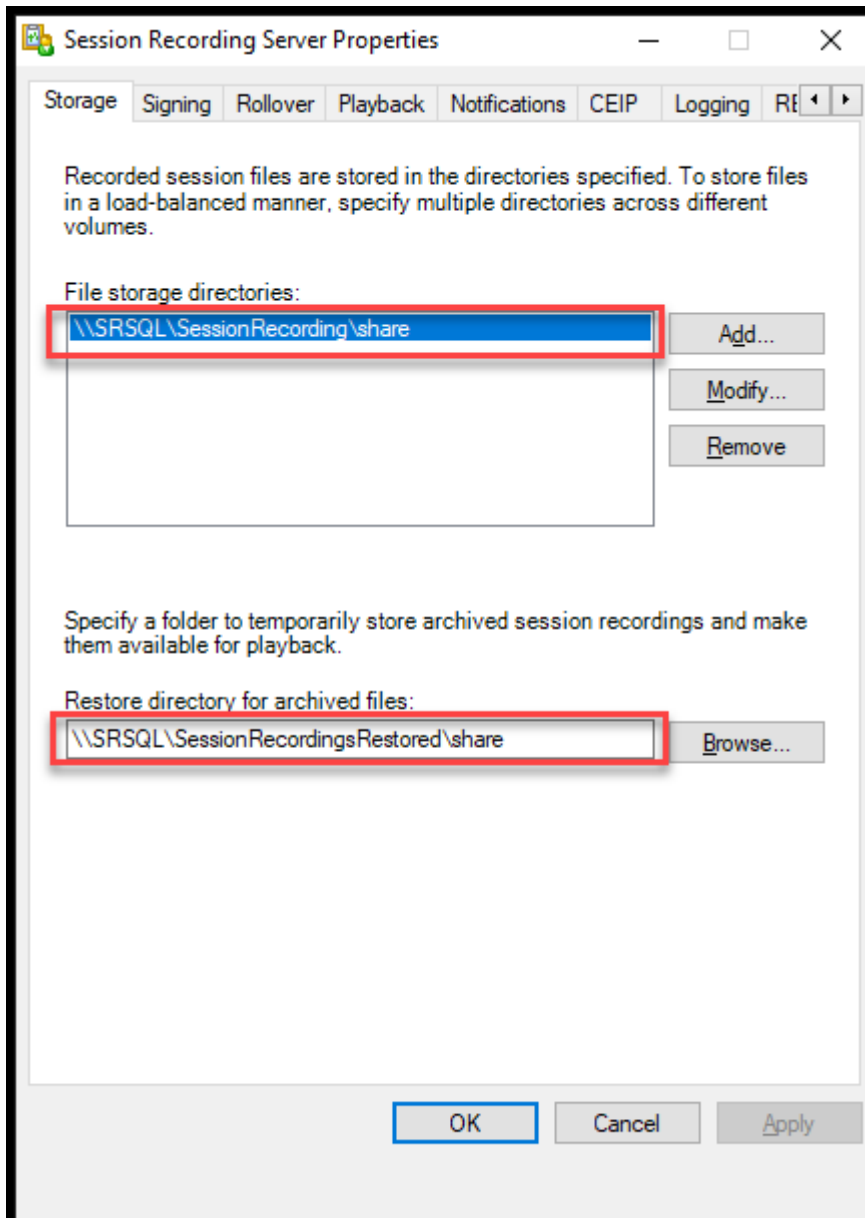 Session Recording Server Properties
Storage Signing Rollover Playback Notifications CEIP Logging
Recorded session files are stored in the directories specified. To store files
in a load-balanced manner, specify multiple directories across different
volumes.
File storage directories:
\\SRSQL\SessionRecording\share
Add...
Modify...
Remove
Specify a folder to temporarily store archived session recordings and make
them available for playback.
Restore directory for archived files:
\\SRSQL\SessionRecordingsRestored\share
Browse...
OK Cancel Apply